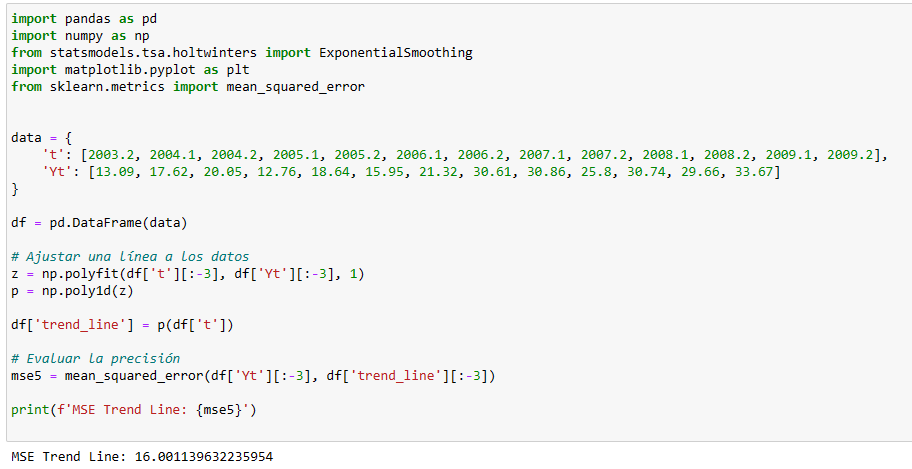 import pandas as pd
import numpy as np
from statsmodels.tsa.holtwinters import ExponentialSmoothing
import matplotlib.pyplot as plt
from sklearn.metrics import mean_squared_error
data = {
    't': [2003.2, 2004.1, 2004.2, 2005.1, 2005.2, 2006.1, 2006.2, 2007.1, 2007.2, 2008.1, 2008.2, 2009.1, 2009.2],
    'Yt': [13.09, 17.62, 20.05, 12.76, 18.64, 15.95, 21.32, 30.61, 30.86, 25.8, 30.74, 29.66, 33.67]
}
df = pd.DataFrame(data)
# Ajustar una línea a los datos
z = np.polyfit(df['t'][:-3], df['Yt'][:-3], 1)
p = np.poly1d(z)
df['trend_line'] = p(df['t'])
# Evaluar la precisión
mse5 = mean_squared_error(df['Yt'][:-3], df['trend_line'][:-3])
print(f'MSE Trend Line: {mse5}')
MSE Trend Line: 16.001139632235954